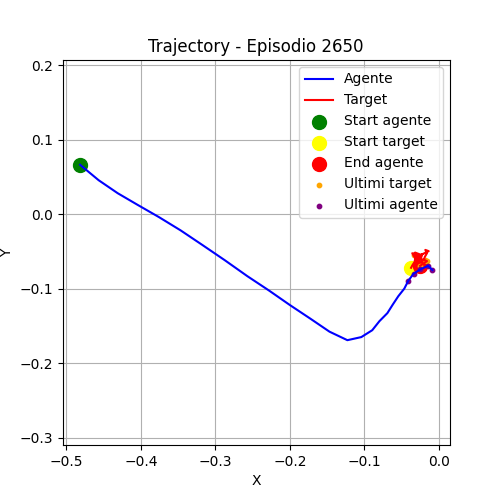 Trajectory - Episodio 2650
0.2
0.1
0.0
−0.1
−0.2
−0.3
Y
Agente
Target
Start agente
Start target
End agente
Ultimi target
Ultimi agente
−0.5
−0.4
−0.3
−0.2
−0.1
0.0
X